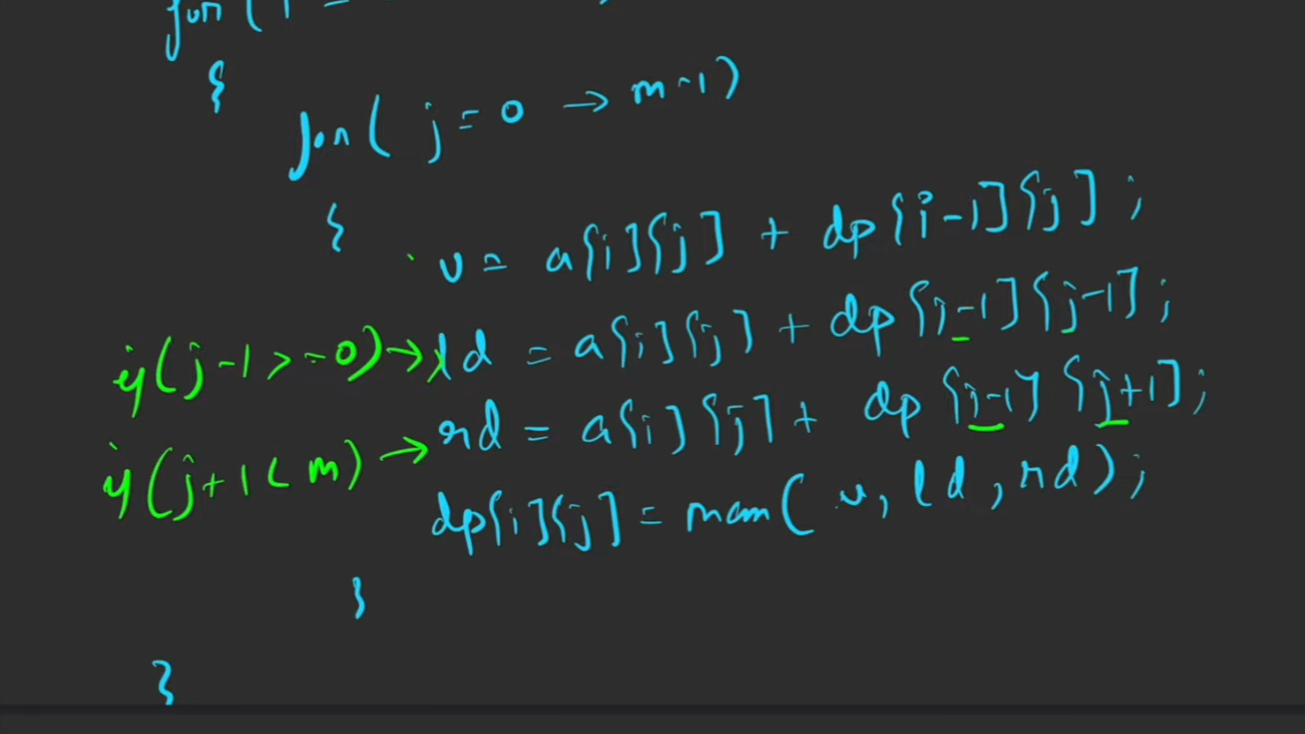 for(i =
{
for( j = 0 → m-1)
{
u = a[i][j] + dp[i-1][j];
if(j-1>=0) → ld = a[i][j] + dp[i-1][j-1];
if(j+1<m) → rd = a[i][j] + dp[i-1][j+1];
dp[i][j] = max(u, ld, rd);
}
}